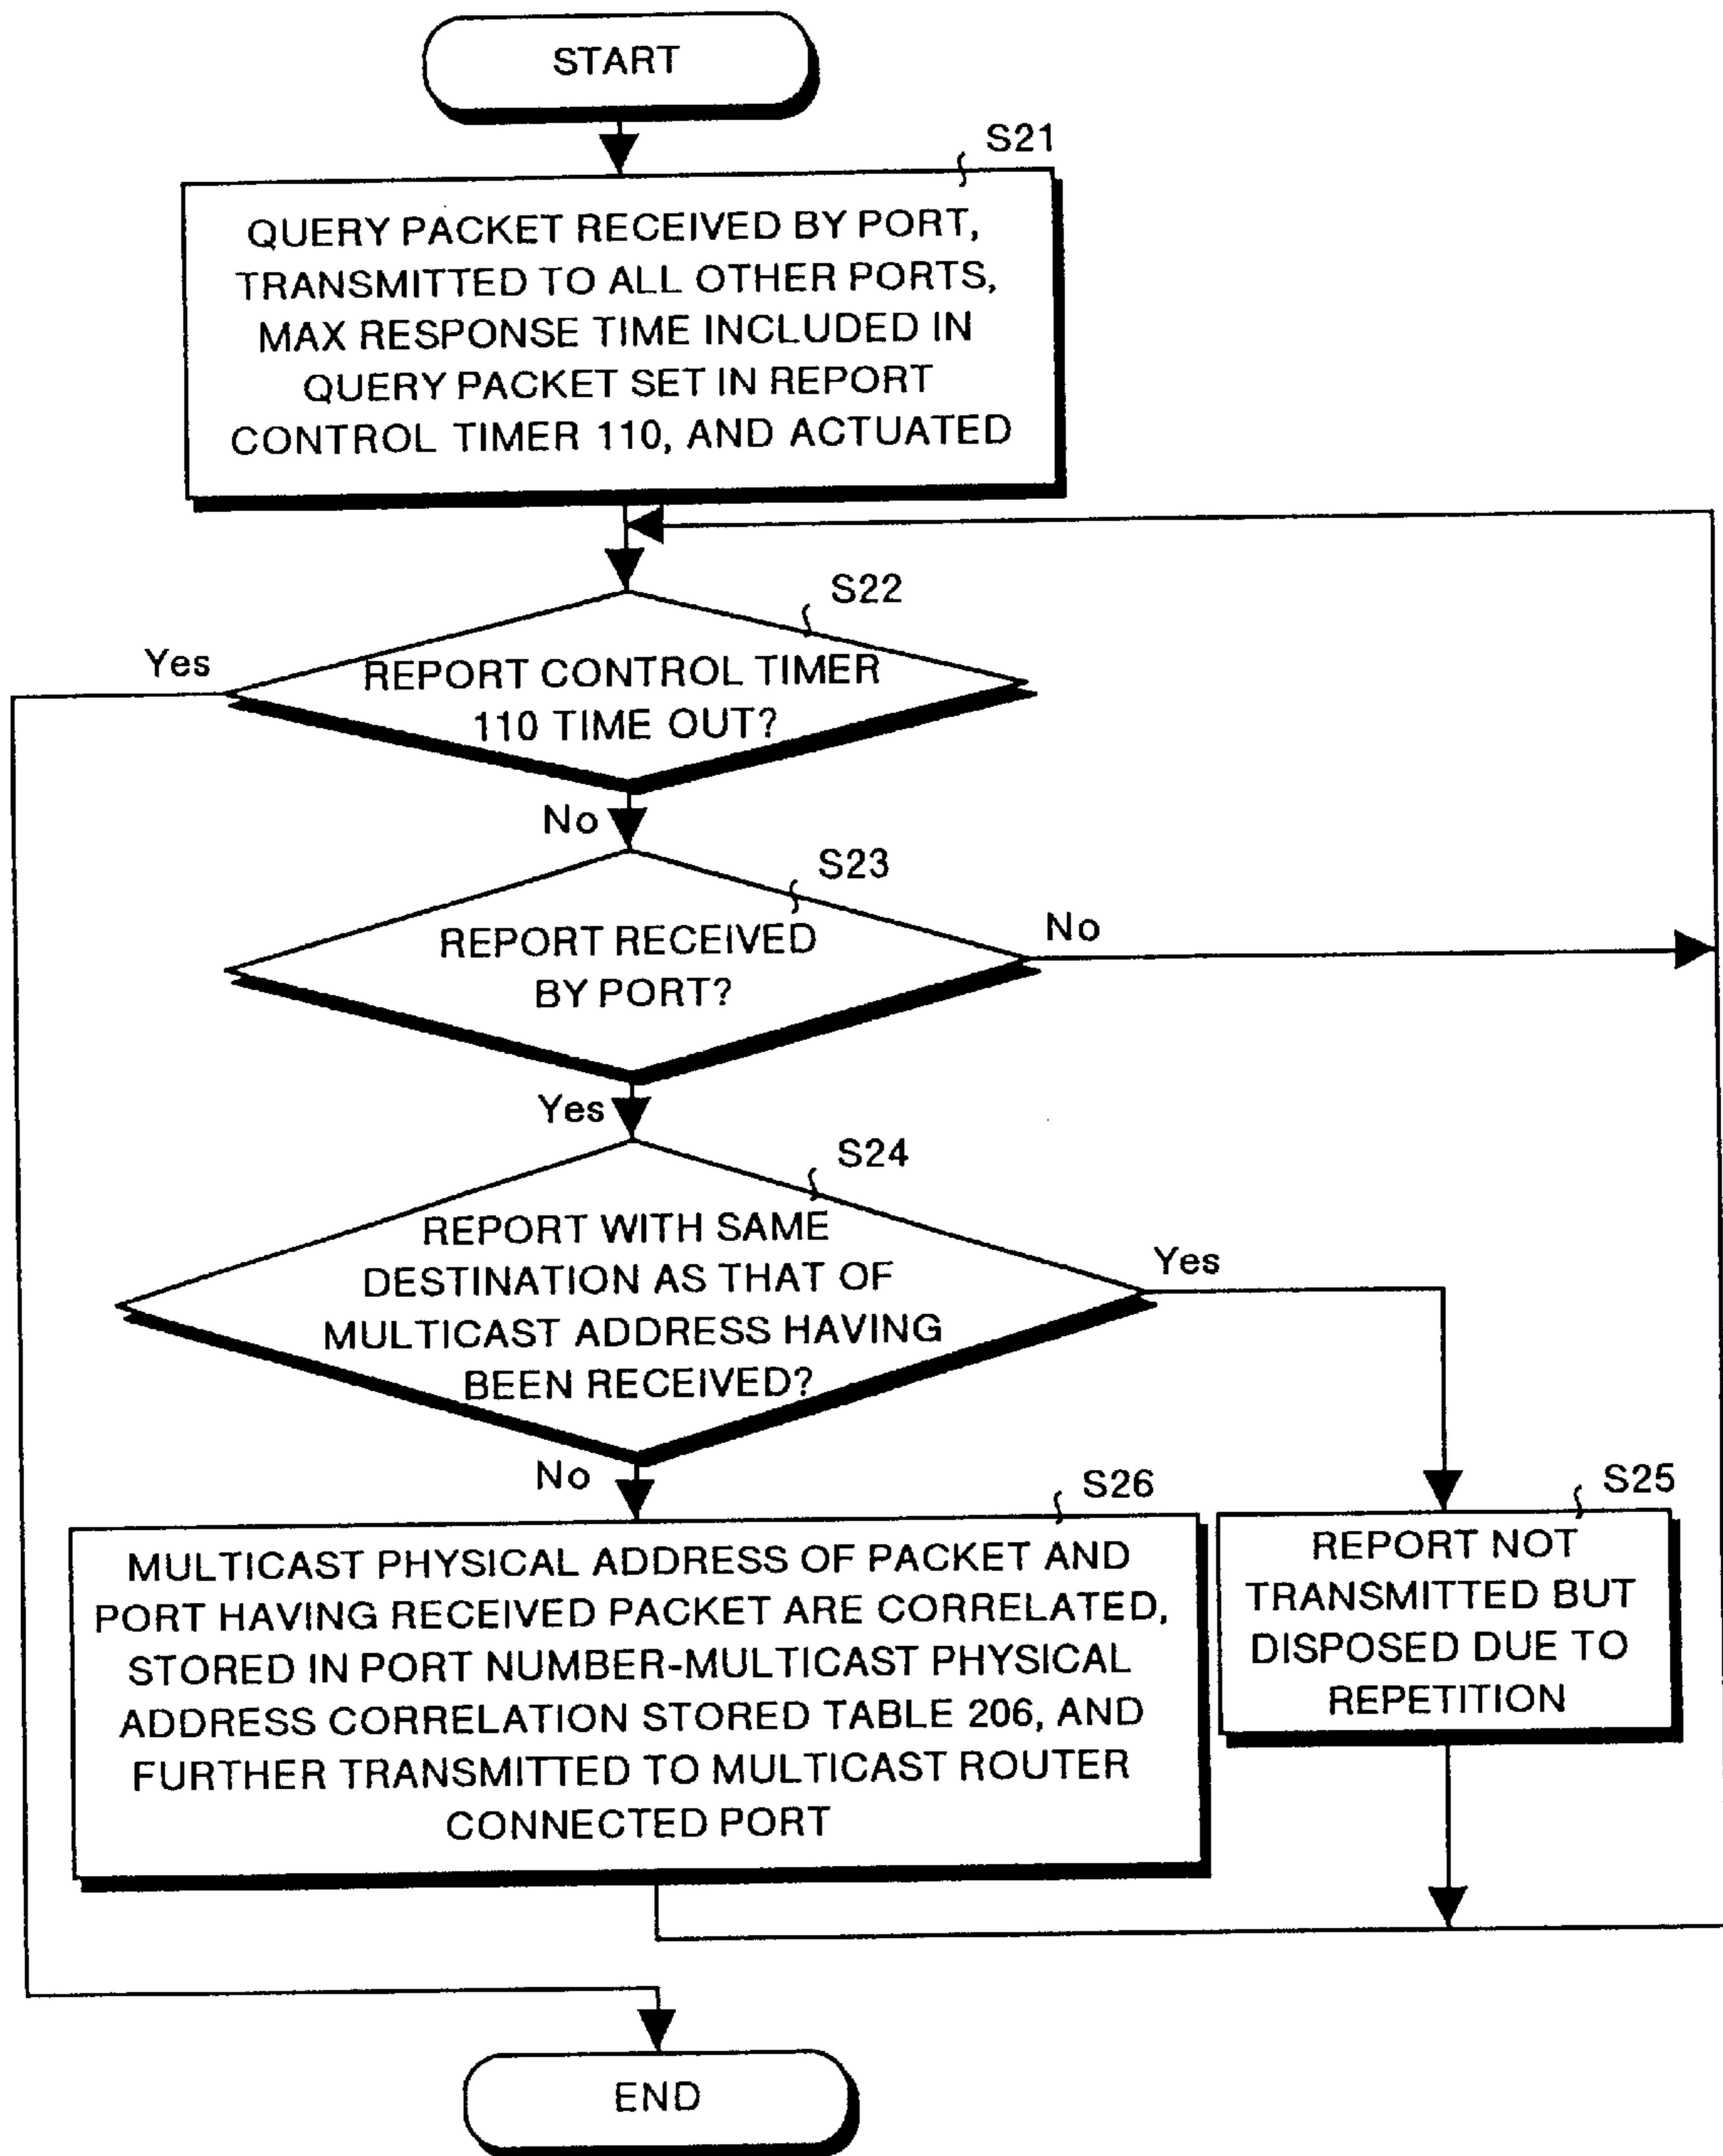 START
S21
QUERY PACKET RECEIVED BY PORT,
TRANSMITTED TO ALL OTHER PORTS,
MAX RESPONSE TIME INCLUDED IN
QUERY PACKET SET IN REPORT
CONTROL TIMER 110, AND ACTUATED
S22
Yes
REPORT CONTROL TIMER
110 TIME OUT?
No
S23
REPORT RECEIVED
BY PORT?
No
Yes
S24
REPORT WITH SAME
DESTINATION AS THAT OF
MULTICAST ADDRESS HAVING
BEEN RECEIVED?
Yes
No
S26
MULTICAST PHYSICAL ADDRESS OF PACKET AND
PORT HAVING RECEIVED PACKET ARE CORRELATED,
STORED IN PORT NUMBER-MULTICAST PHYSICAL
ADDRESS CORRELATION STORED TABLE 206, AND
FURTHER TRANSMITTED TO MULTICAST ROUTER
CONNECTED PORT
S25
REPORT NOT
TRANSMITTED BUT
DISPOSED DUE TO
REPETITION
END